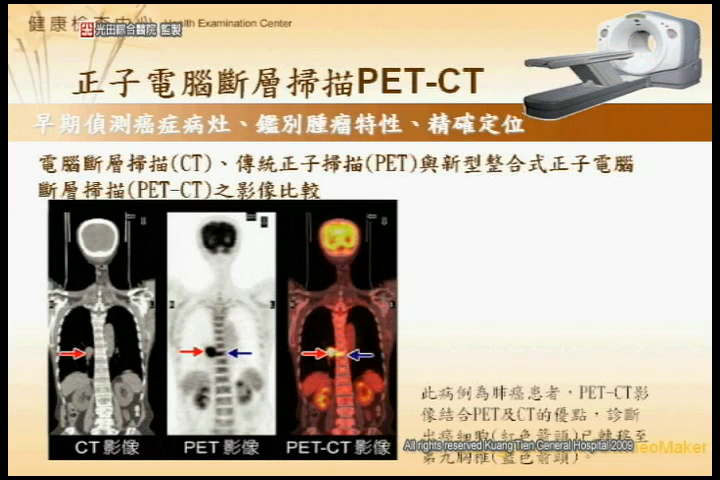 健康檢查中心 Health Examination Center
光田綜合醫院 監製
正子電腦斷層掃描PET-CT
早期偵測癌症病灶、鑑別腫瘤特性、精確定位
電腦斷層掃描(CT)、傳統正子掃描(PET)與新型整合式正子電腦
斷層掃描(PET-CT)之影像比較
CT 影像
PET 影像
PET-CT 影像
此病例為肺癌患者，PET-CT影
像結合PET及CT的優點，診斷
出癌細胞(紅色箭頭)已轉移至
第九胸椎(藍色箭頭)。
All rights reserved Kuang Tien General Hospital 2009
deoMaker